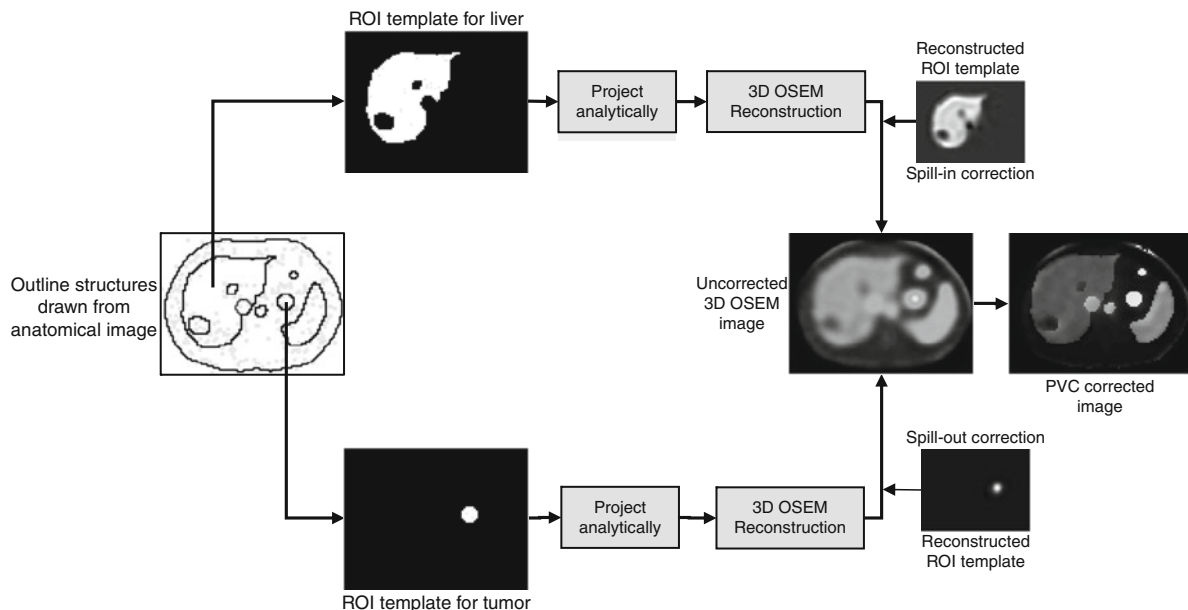 ROI template for liver
Project
analytically
3D OSEM
Reconstruction
Reconstructed
ROI template
Spill-in correction
Outline structures
drawn from
anatomical image
Uncorrected
3D OSEM
image
PVC corrected
image
Spill-out correction
Project
analytically
3D OSEM
Reconstruction
Reconstructed
ROI template
ROI template for tumor